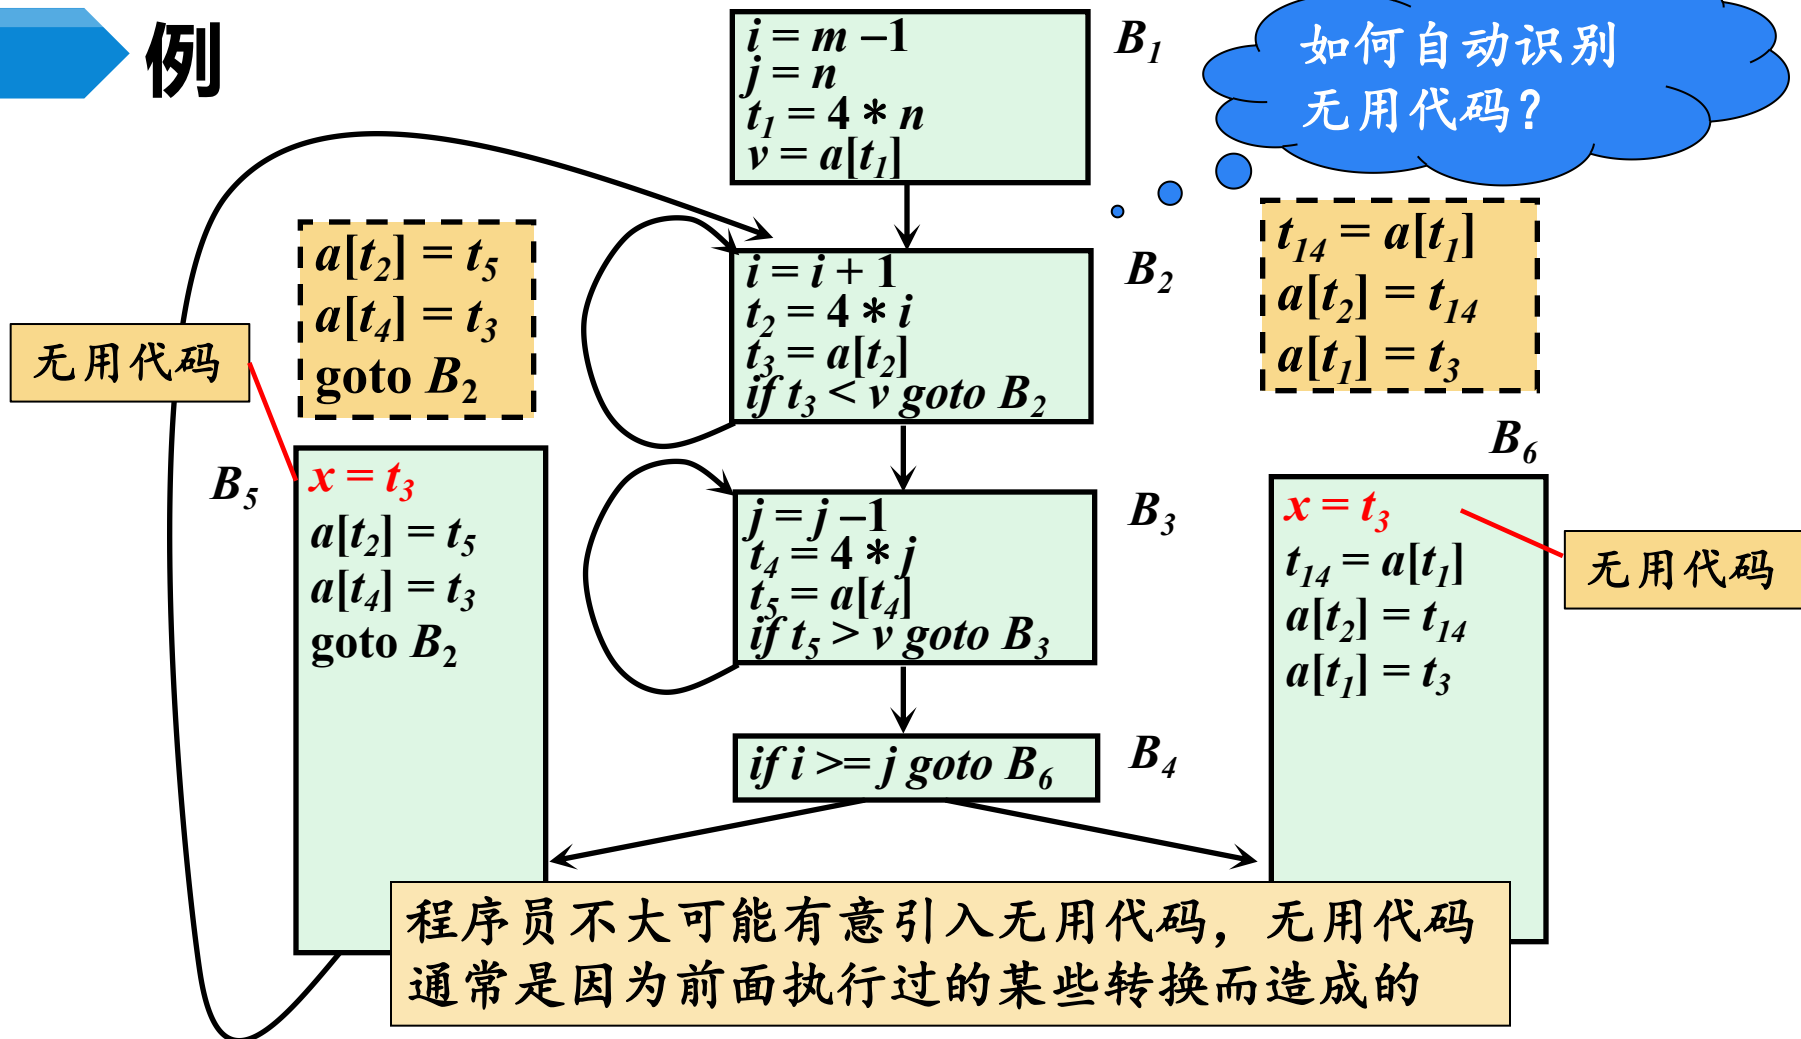 例
i = m –1
j = n
t1 = 4 * n
v = a[t1]
B1
如何自动识别
无用代码?
a[t2] = t5
a[t4] = t3
goto B2
i = i + 1
t2 = 4 * i
t3 = a[t2]
if t3 < v goto B2
B2
t14 = a[t1]
a[t2] = t14
a[t1] = t3
无用代码
B5
x = t3
a[t2] = t5
a[t4] = t3
goto B2
j = j –1
t4 = 4 * j
t5 = a[t4]
if t5 > v goto B3
B3
B6
x = t3
t14 = a[t1]
a[t2] = t14
a[t1] = t3
无用代码
if i >= j goto B6
B4
程序员不大可能有意引入无用代码，无用代码
通常是因为前面执行过的某些转换而造成的